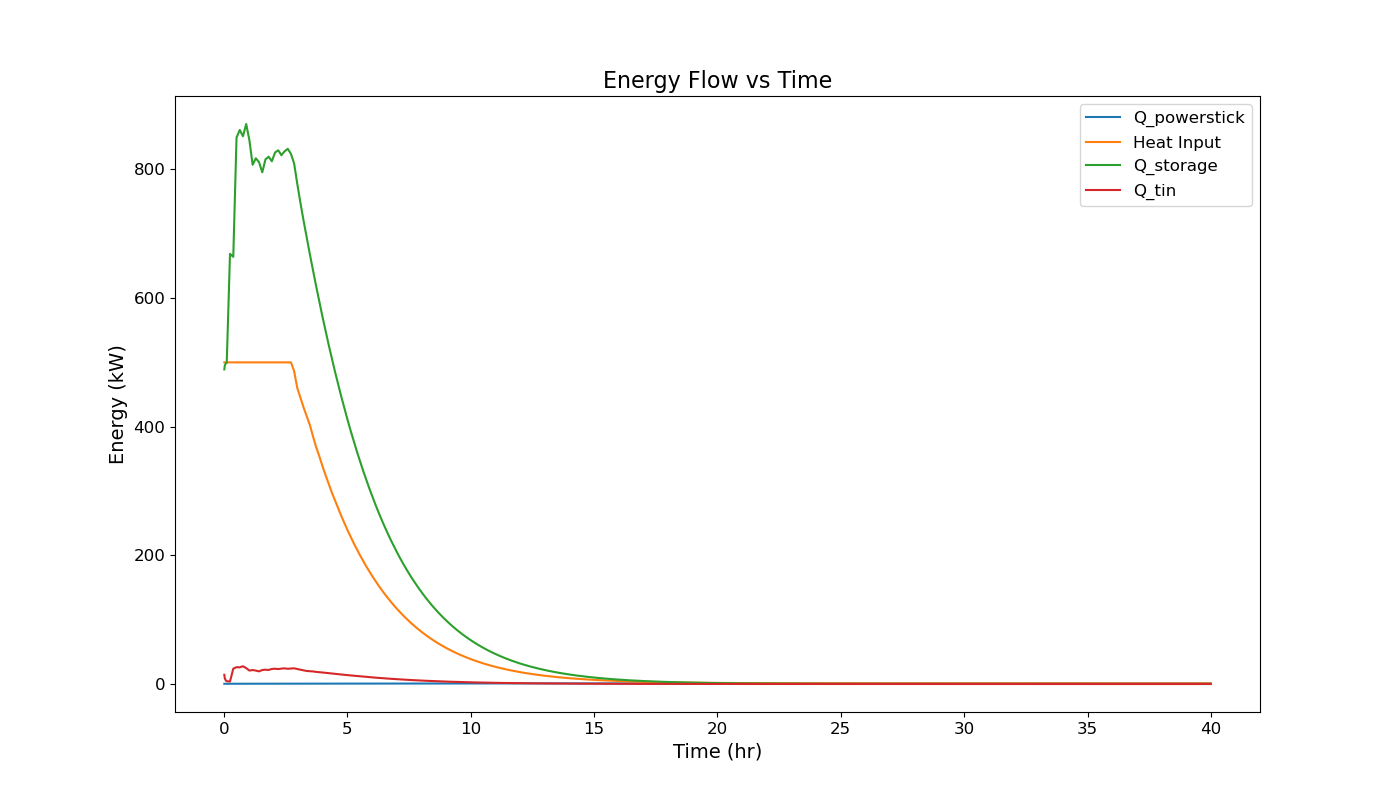 Energy Flow vs Time
Q_powerstick
Heat Input
Q_storage
Q_tin
Energy (kW)
800
600
400
200
0
0 5 10 15 20 25 30 35 40
Time (hr)